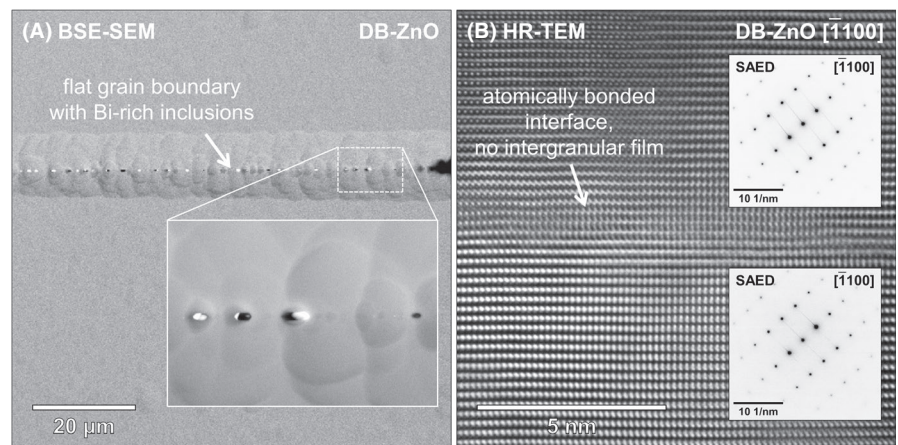 (A) BSE-SEM
DB-ZnO
flat grain boundary
with Bi-rich inclusions
20 µm
(B) HR-TEM
DB-ZnO [1̅100]
atomically bonded
interface,
no intergranular film
5 nm
SAED
[1̅100]
10 1/nm
SAED
[1̅100]
10 1/nm